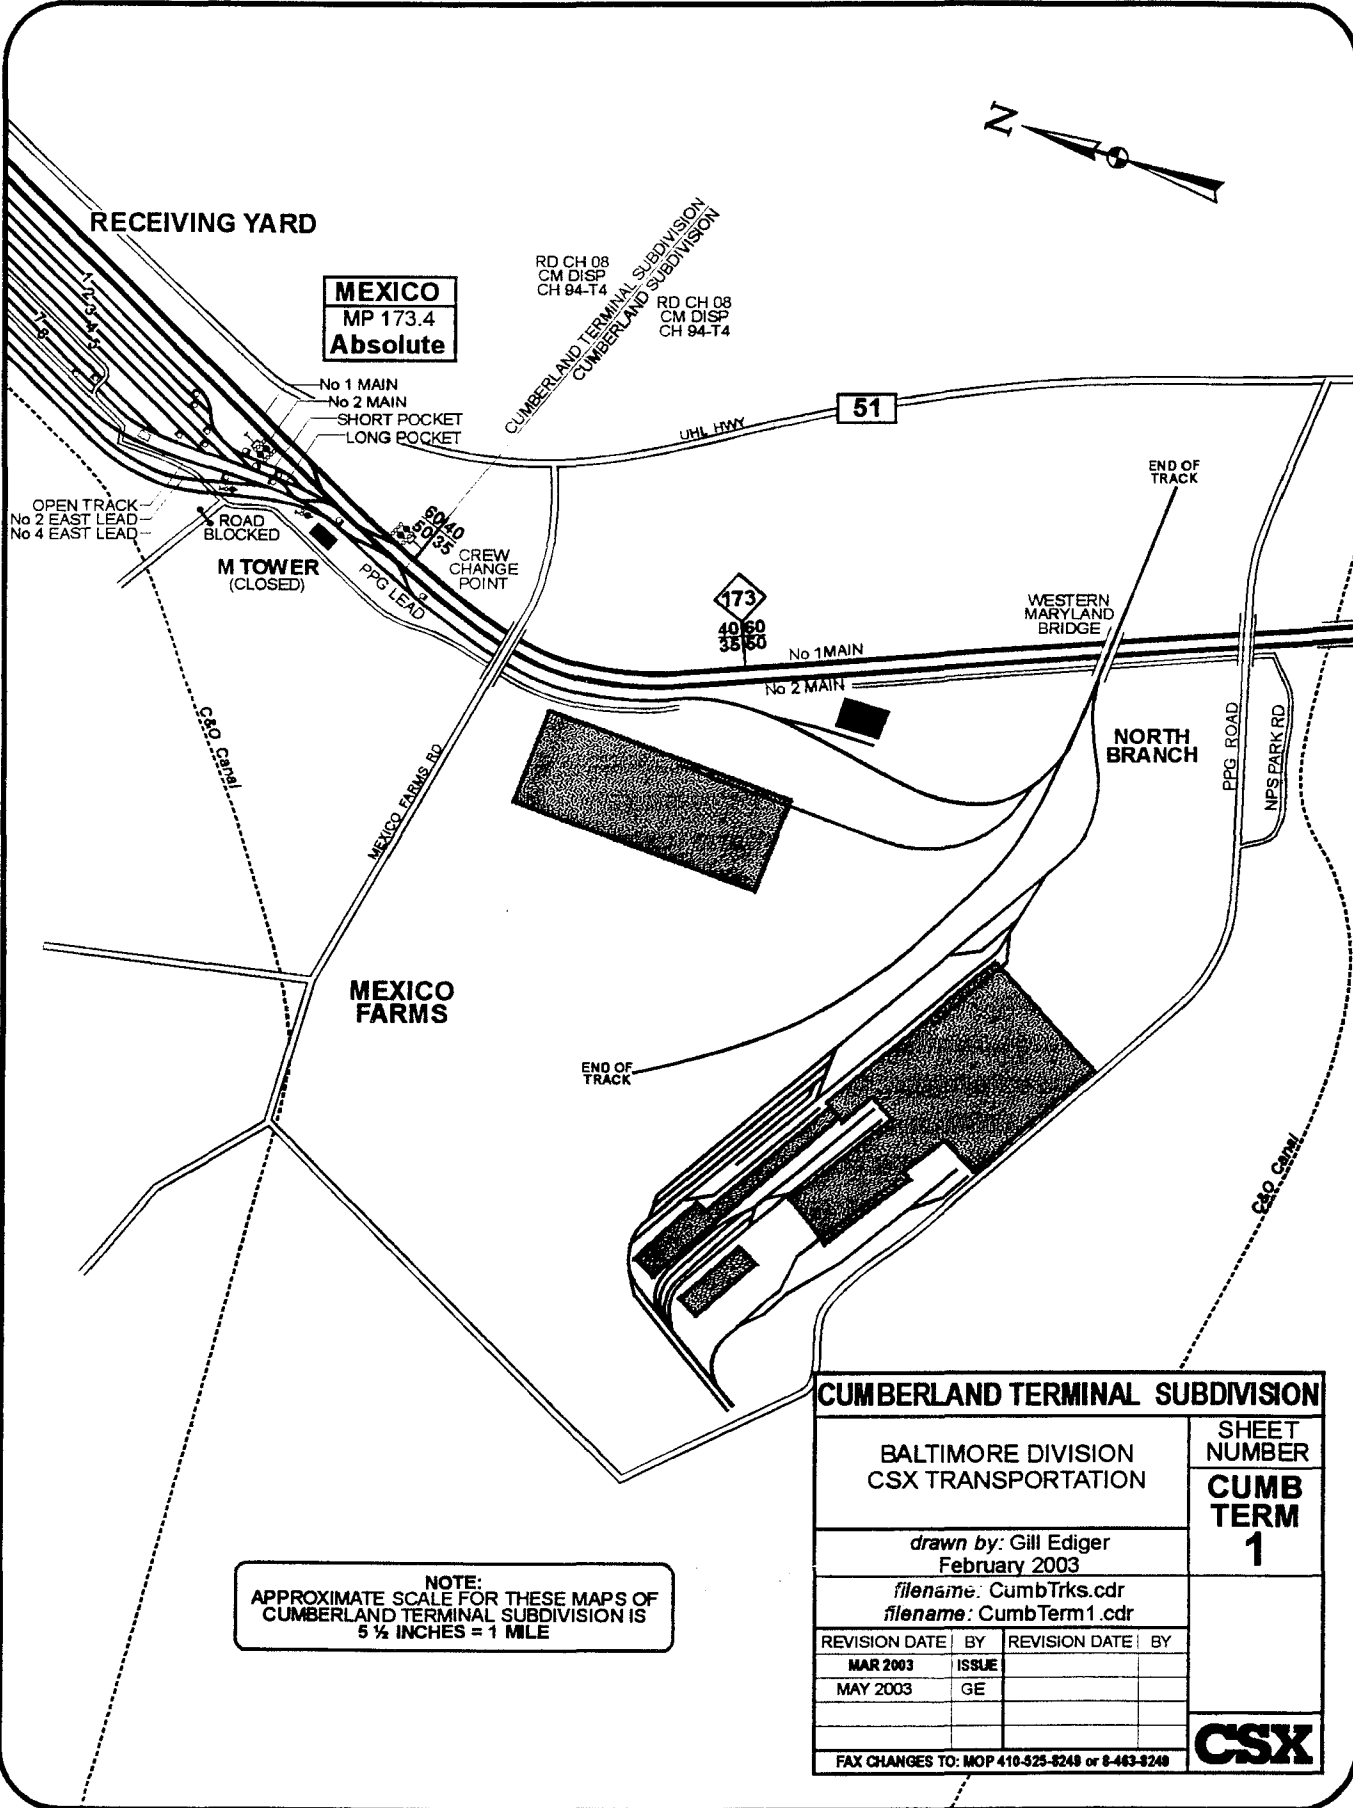 N
RECEIVING YARD
MEXICO
MP 173.4
Absolute
RD CH 08
CM DISP
CH 94-T4
CUMBERLAND TERMINAL SUBDIVISION
CUMBERLAND SUBDIVISION
RD CH 08
CM DISP
CH 94-T4
1
2
3
4
5
7
8
No 1 MAIN
No 2 MAIN
SHORT POCKET
LONG POCKET
51
UHL HWY
END OF
TRACK
OPEN TRACK
No 2 EAST LEAD
No 4 EAST LEAD
ROAD
BLOCKED
M TOWER
(CLOSED)
60/40
50/35
CREW
CHANGE
POINT
PPG LEAD
173
40 60
35 50
No 1 MAIN
No 2 MAIN
WESTERN
MARYLAND
BRIDGE
C&O Canal
MEXICO FARMS RD
NORTH
BRANCH
PPG ROAD
NPS PARK RD
MEXICO
FARMS
END OF
TRACK
C&O Canal
NOTE:
APPROXIMATE SCALE FOR THESE MAPS OF
CUMBERLAND TERMINAL SUBDIVISION IS
5 ½ INCHES = 1 MILE
CUMBERLAND TERMINAL SUBDIVISION
BALTIMORE DIVISION
CSX TRANSPORTATION
SHEET
NUMBER
CUMB
TERM
1
drawn by: Gill Ediger
February 2003
filename: CumbTrks.cdr
filename: CumbTerm1.cdr
REVISION DATE BY REVISION DATE BY
MAR 2003 ISSUE
MAY 2003 GE
FAX CHANGES TO: MOP 410-525-8249 or 8-463-8249
CSX